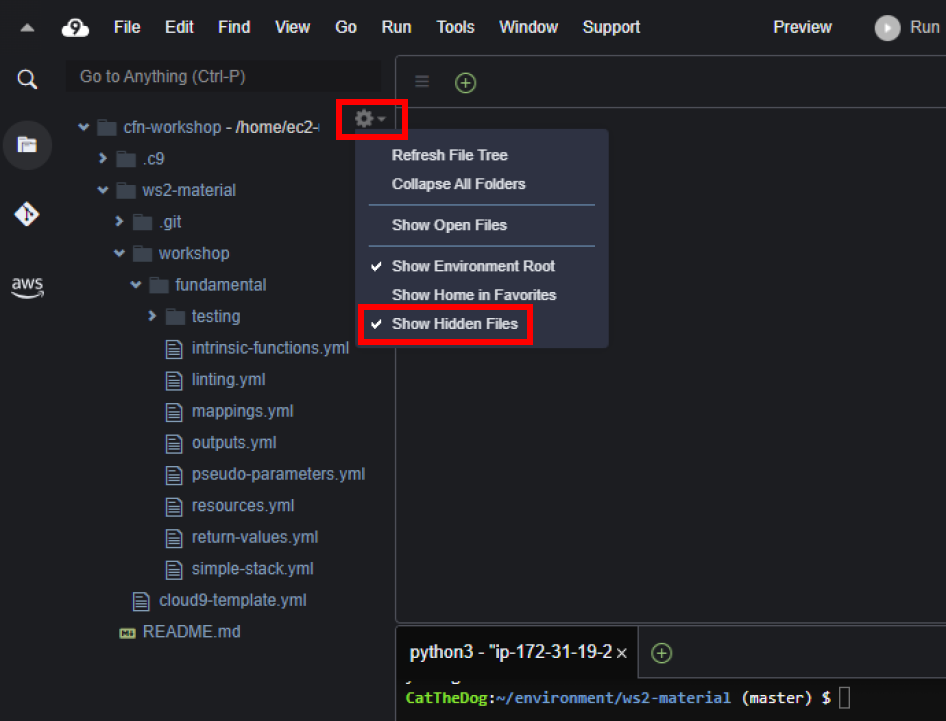 9 File Edit Find View Go Run Tools Window Support Preview Run
Go to Anything (Ctrl-P)
cfn-workshop - /home/ec2-
.c9
ws2-material
.git
workshop
fundamental
testing
intrinsic-functions.yml
linting.yml
mappings.yml
outputs.yml
pseudo-parameters.yml
resources.yml
return-values.yml
simple-stack.yml
cloud9-template.yml
README.md
aws
Refresh File Tree
Collapse All Folders
Show Open Files
Show Environment Root
Show Home in Favorites
Show Hidden Files
python3 - "ip-172-31-19-2 ×
CatTheDog:~/environment/ws2-material (master) $